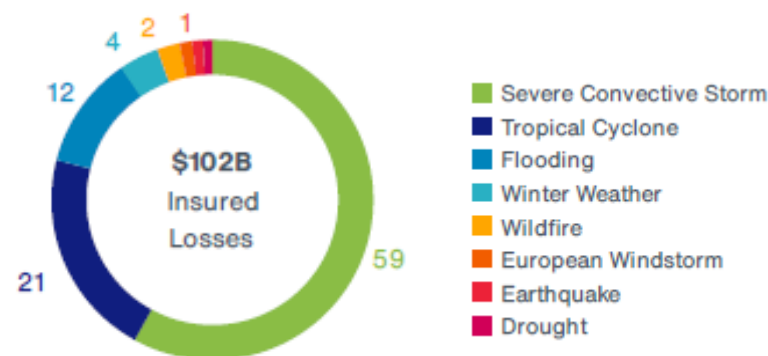 1
2
4
12
$102B
Insured
Losses
21
59
Severe Convective Storm
Tropical Cyclone
Flooding
Winter Weather
Wildfire
European Windstorm
Earthquake
Drought